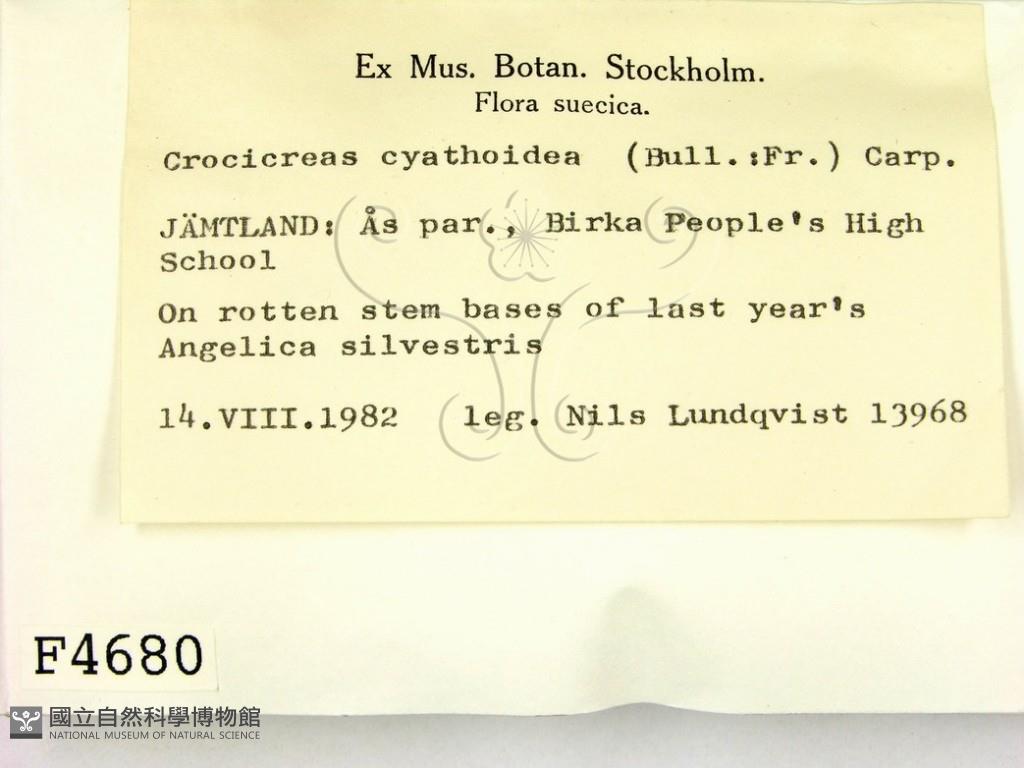 Ex Mus. Botan. Stockholm.
Flora suecica.
Crocicreas cyathoidea (Bull.:Fr.) Carp.
JÄMTLAND: Ås par., Birka People's High
School
On rotten stem bases of last year's
Angelica silvestris
14.VIII.1982 leg. Nils Lundqvist 13968
F4680
國立自然科學博物館
NATIONAL MUSEUM OF NATURAL SCIENCE